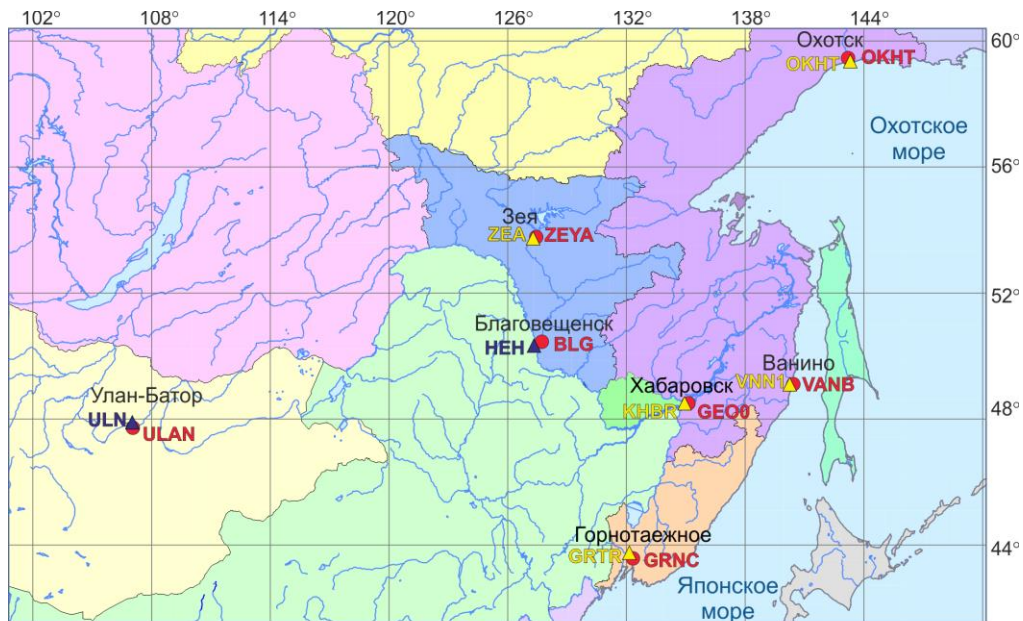 102° 108° 114° 120° 126° 132° 138° 144°
60°
Охотск
OKHT OKHT
Охотское
море
56°
Зея
ZEA ZEYA
52°
Благовещенск
HEH BLG
Ванино
VNN1 VANB
Хабаровск
KHBR GEO0
Улан-Батор
ULN
ULAN
48°
Горнотаежное
GRTR GRNC
44°
Японское
море